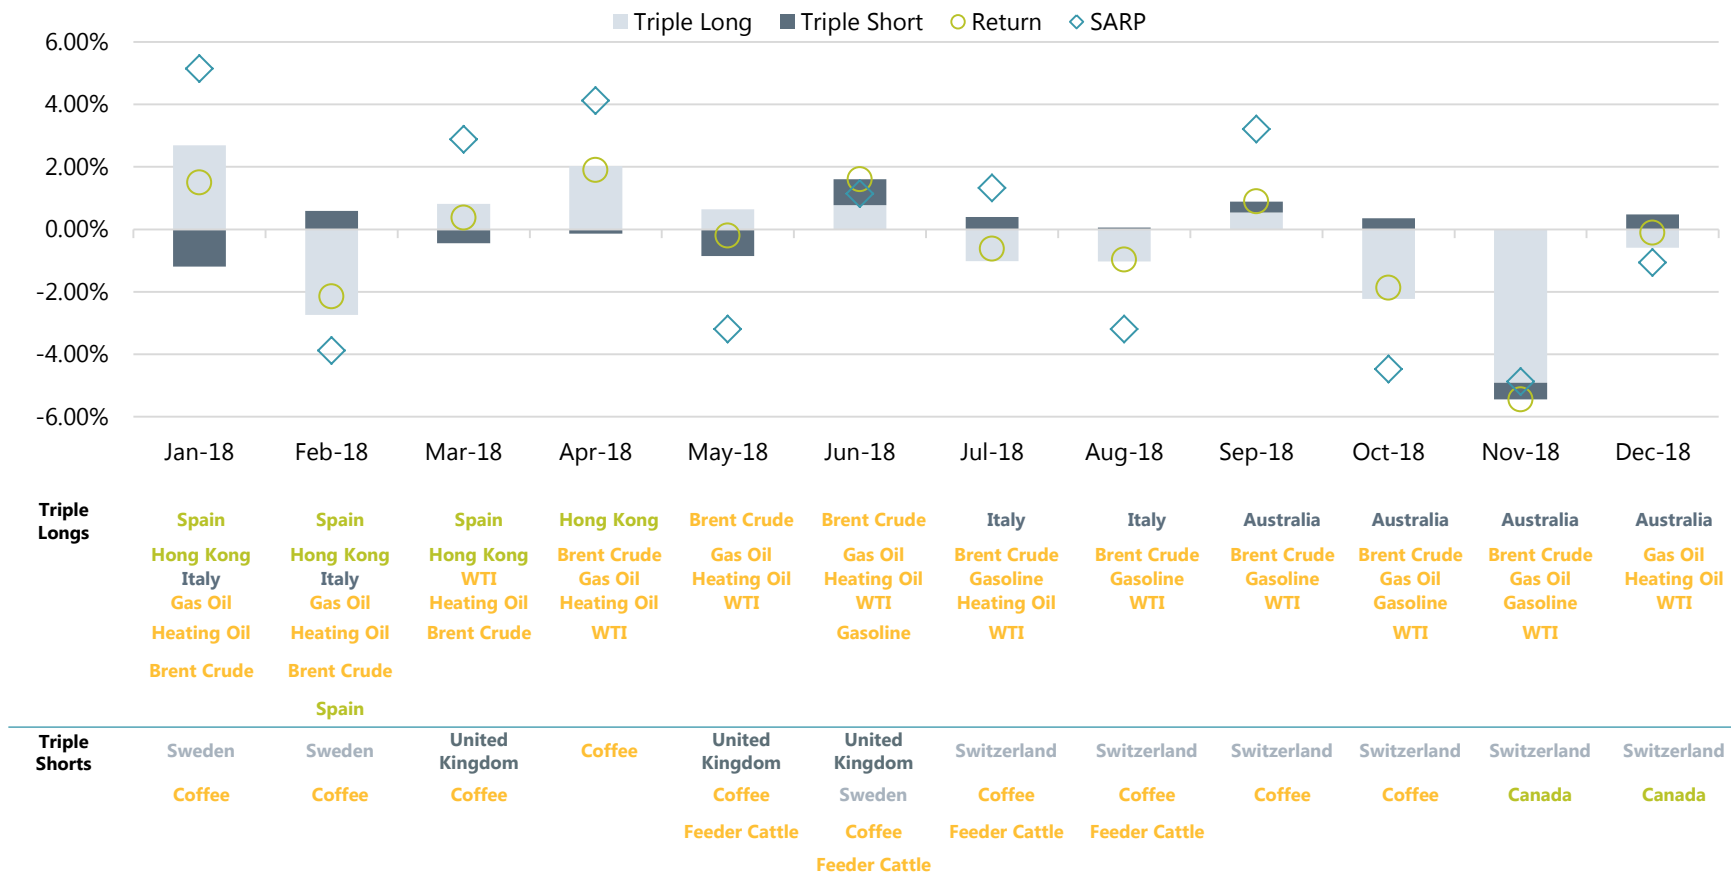 Triple Long Triple Short Return SARP
6.00%
4.00%
2.00%
0.00%
-2.00%
-4.00%
-6.00%
Jan-18 Feb-18 Mar-18 Apr-18 May-18 Jun-18 Jul-18 Aug-18 Sep-18 Oct-18 Nov-18 Dec-18
Triple
Longs
Spain Spain Spain Hong Kong Brent Crude Brent Crude Italy Italy Australia Australia Australia Australia
Hong Kong Hong Kong Hong Kong Brent Crude Gas Oil Gas Oil Brent Crude Brent Crude Brent Crude Brent Crude Brent Crude Gas Oil
Italy Italy WTI Gas Oil Heating Oil Heating Oil Gasoline Gasoline Gasoline Gas Oil Gas Oil Heating Oil
Gas Oil Gas Oil Heating Oil Heating Oil WTI WTI Heating Oil WTI WTI Gasoline Gasoline WTI
Heating Oil Heating Oil Brent Crude WTI Gasoline WTI WTI WTI
Brent Crude Brent Crude
Spain
Triple
Shorts
Sweden Sweden United
Kingdom Coffee United
Kingdom United
Kingdom Switzerland Switzerland Switzerland Switzerland Switzerland Switzerland
Coffee Coffee Coffee Coffee Sweden Coffee Coffee Coffee Coffee Canada Canada
Feeder Cattle Coffee Feeder Cattle Feeder Cattle
Feeder Cattle